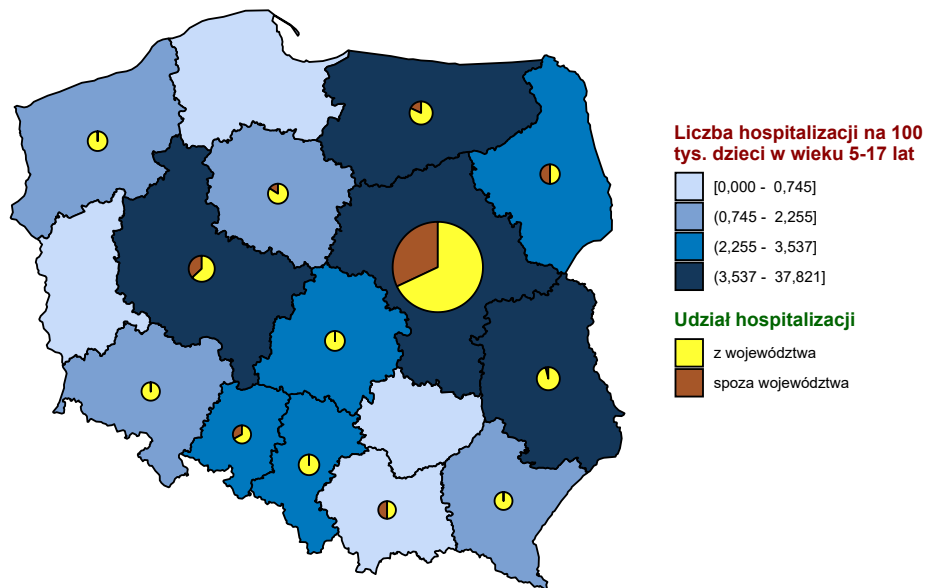 Liczba hospitalizacji na 100
tys. dzieci w wieku 5-17 lat
[0,000 - 0,745]
(0,745 - 2,255]
(2,255 - 3,537]
(3,537 - 37,821]
Udział hospitalizacji
z województwa
spoza województwa